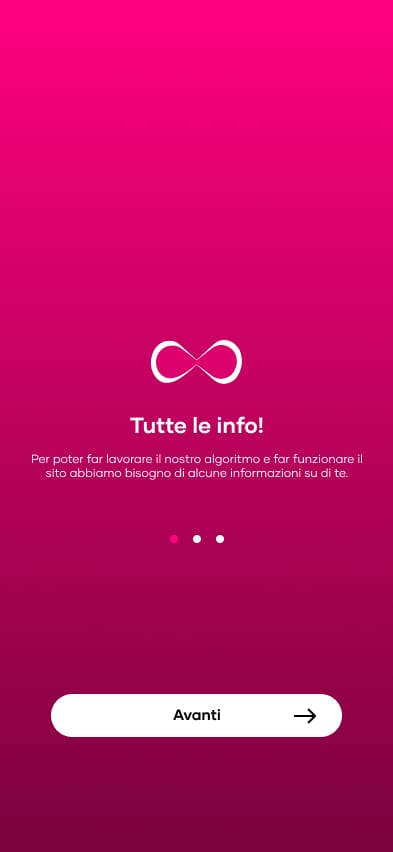 Tutte le info!
Per poter far lavorare il nostro algoritmo e far funzionare il
sito abbiamo bisogno di alcune informazioni su di te.
Avanti